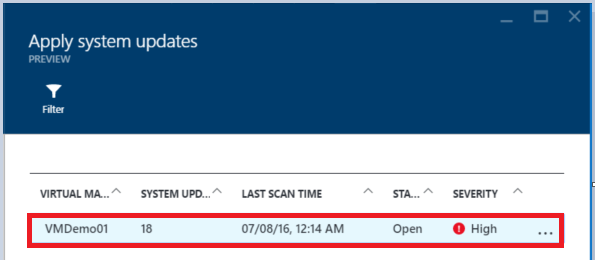 Apply system updates
PREVIEW
Filter
VIRTUAL MA... SYSTEM UPD... LAST SCAN TIME STA... SEVERITY
VMDemo01 18 07/08/16, 12:14 AM Open High ...